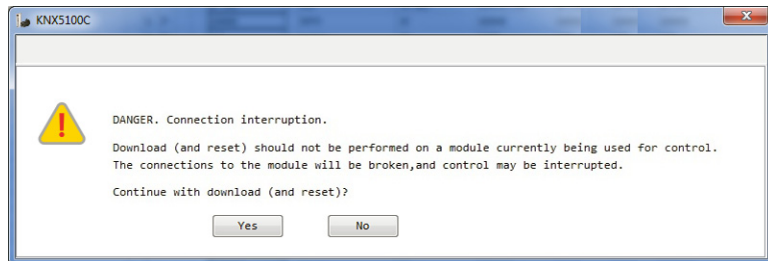 KNX5100C
DANGER. Connection interruption.
Download (and reset) should not be performed on a module currently being used for control.
The connections to the module will be broken,and control may be interrupted.
Continue with download (and reset)?
Yes No